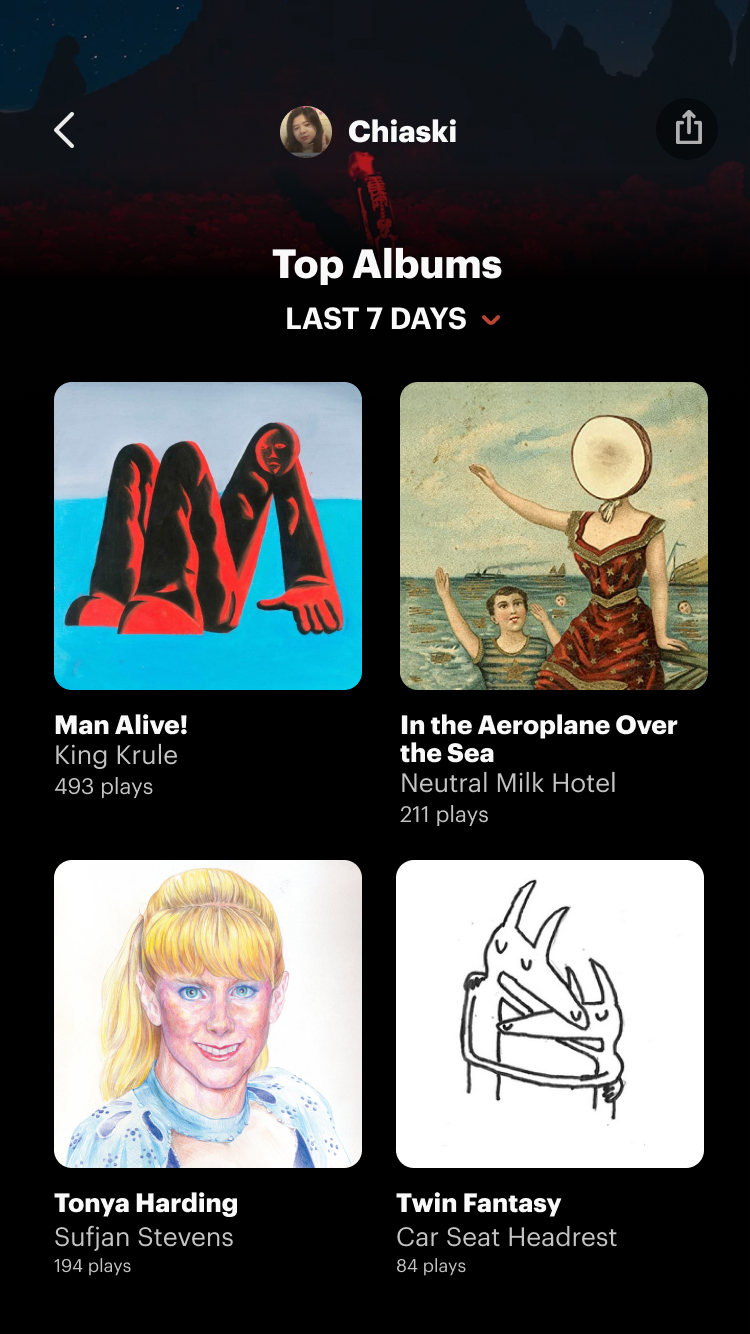 Chiaski
Top Albums
LAST 7 DAYS
Man Alive!
King Krule
493 plays
In the Aeroplane Over
the Sea
Neutral Milk Hotel
211 plays
Tonya Harding
Sufjan Stevens
194 plays
Twin Fantasy
Car Seat Headrest
84 plays